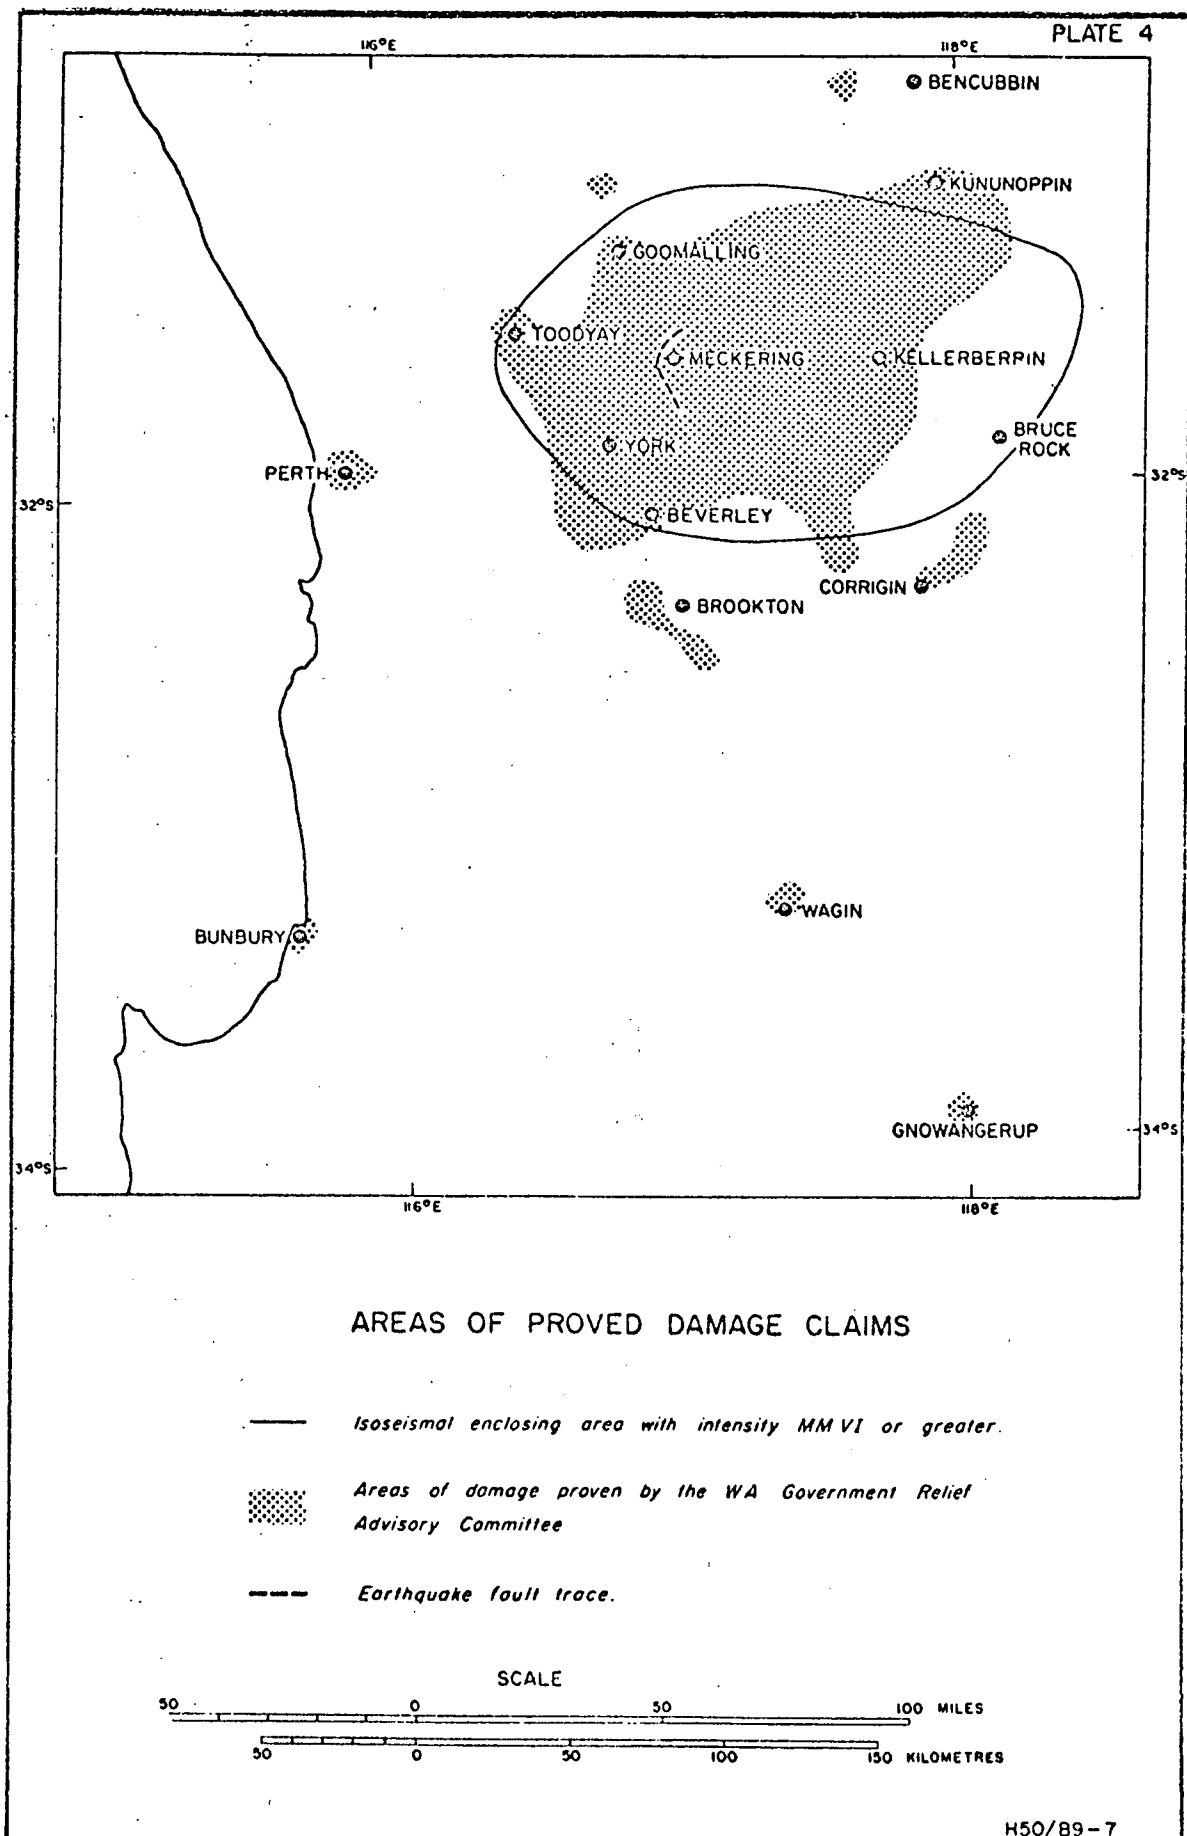 PLATE 4
116°E
118°E
BENCUBBIN
KUNUNOPPIN
GOOMALLING
TOODYAY
MECKERING
KELLERBERPIN
BRUCE
ROCK
YORK
PERTH
32°S
32°S
BEVERLEY
CORRIGIN
BROOKTON
WAGIN
BUNBURY
GNOWANGERUP
34°S
34°S
116°E
118°E
AREAS OF PROVED DAMAGE CLAIMS
Isoseismal enclosing area with intensity MM VI or greater.
Areas of damage proven by the WA Government Relief
Advisory Committee
Earthquake fault trace.
SCALE
50 0 50 100 MILES
50 0 50 100 150 KILOMETRES
H50/89-7